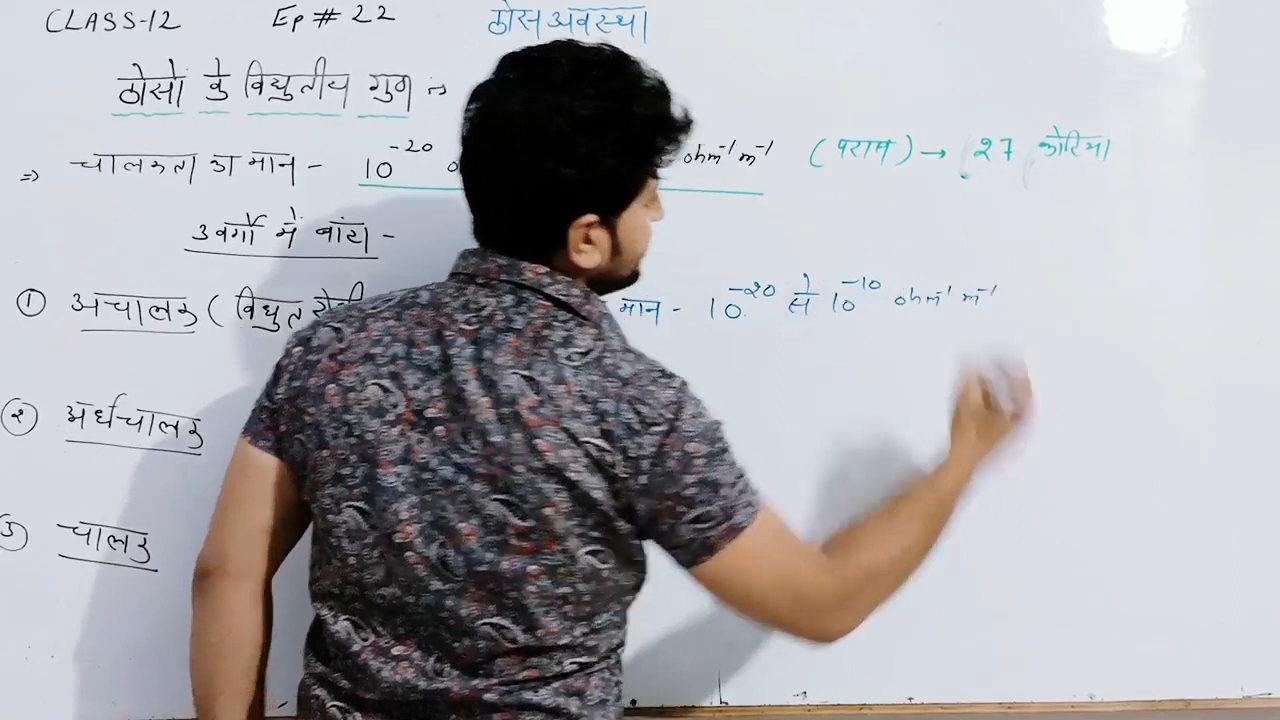 CLASS-12 Ep # 22 ठोस अवस्था
ठोसो के विद्युतीय गुण :→
⇒ चालकता का मान - 10⁻²⁰ ohm⁻¹ m⁻¹ (परास) → 27 कोटिया
3 वर्गो मे बांटा -
① अचालक ( विद्युत मान - 10⁻²⁰ से 10⁻¹⁰ ohm⁻¹ m⁻¹
② अर्धचालक
③ चालक